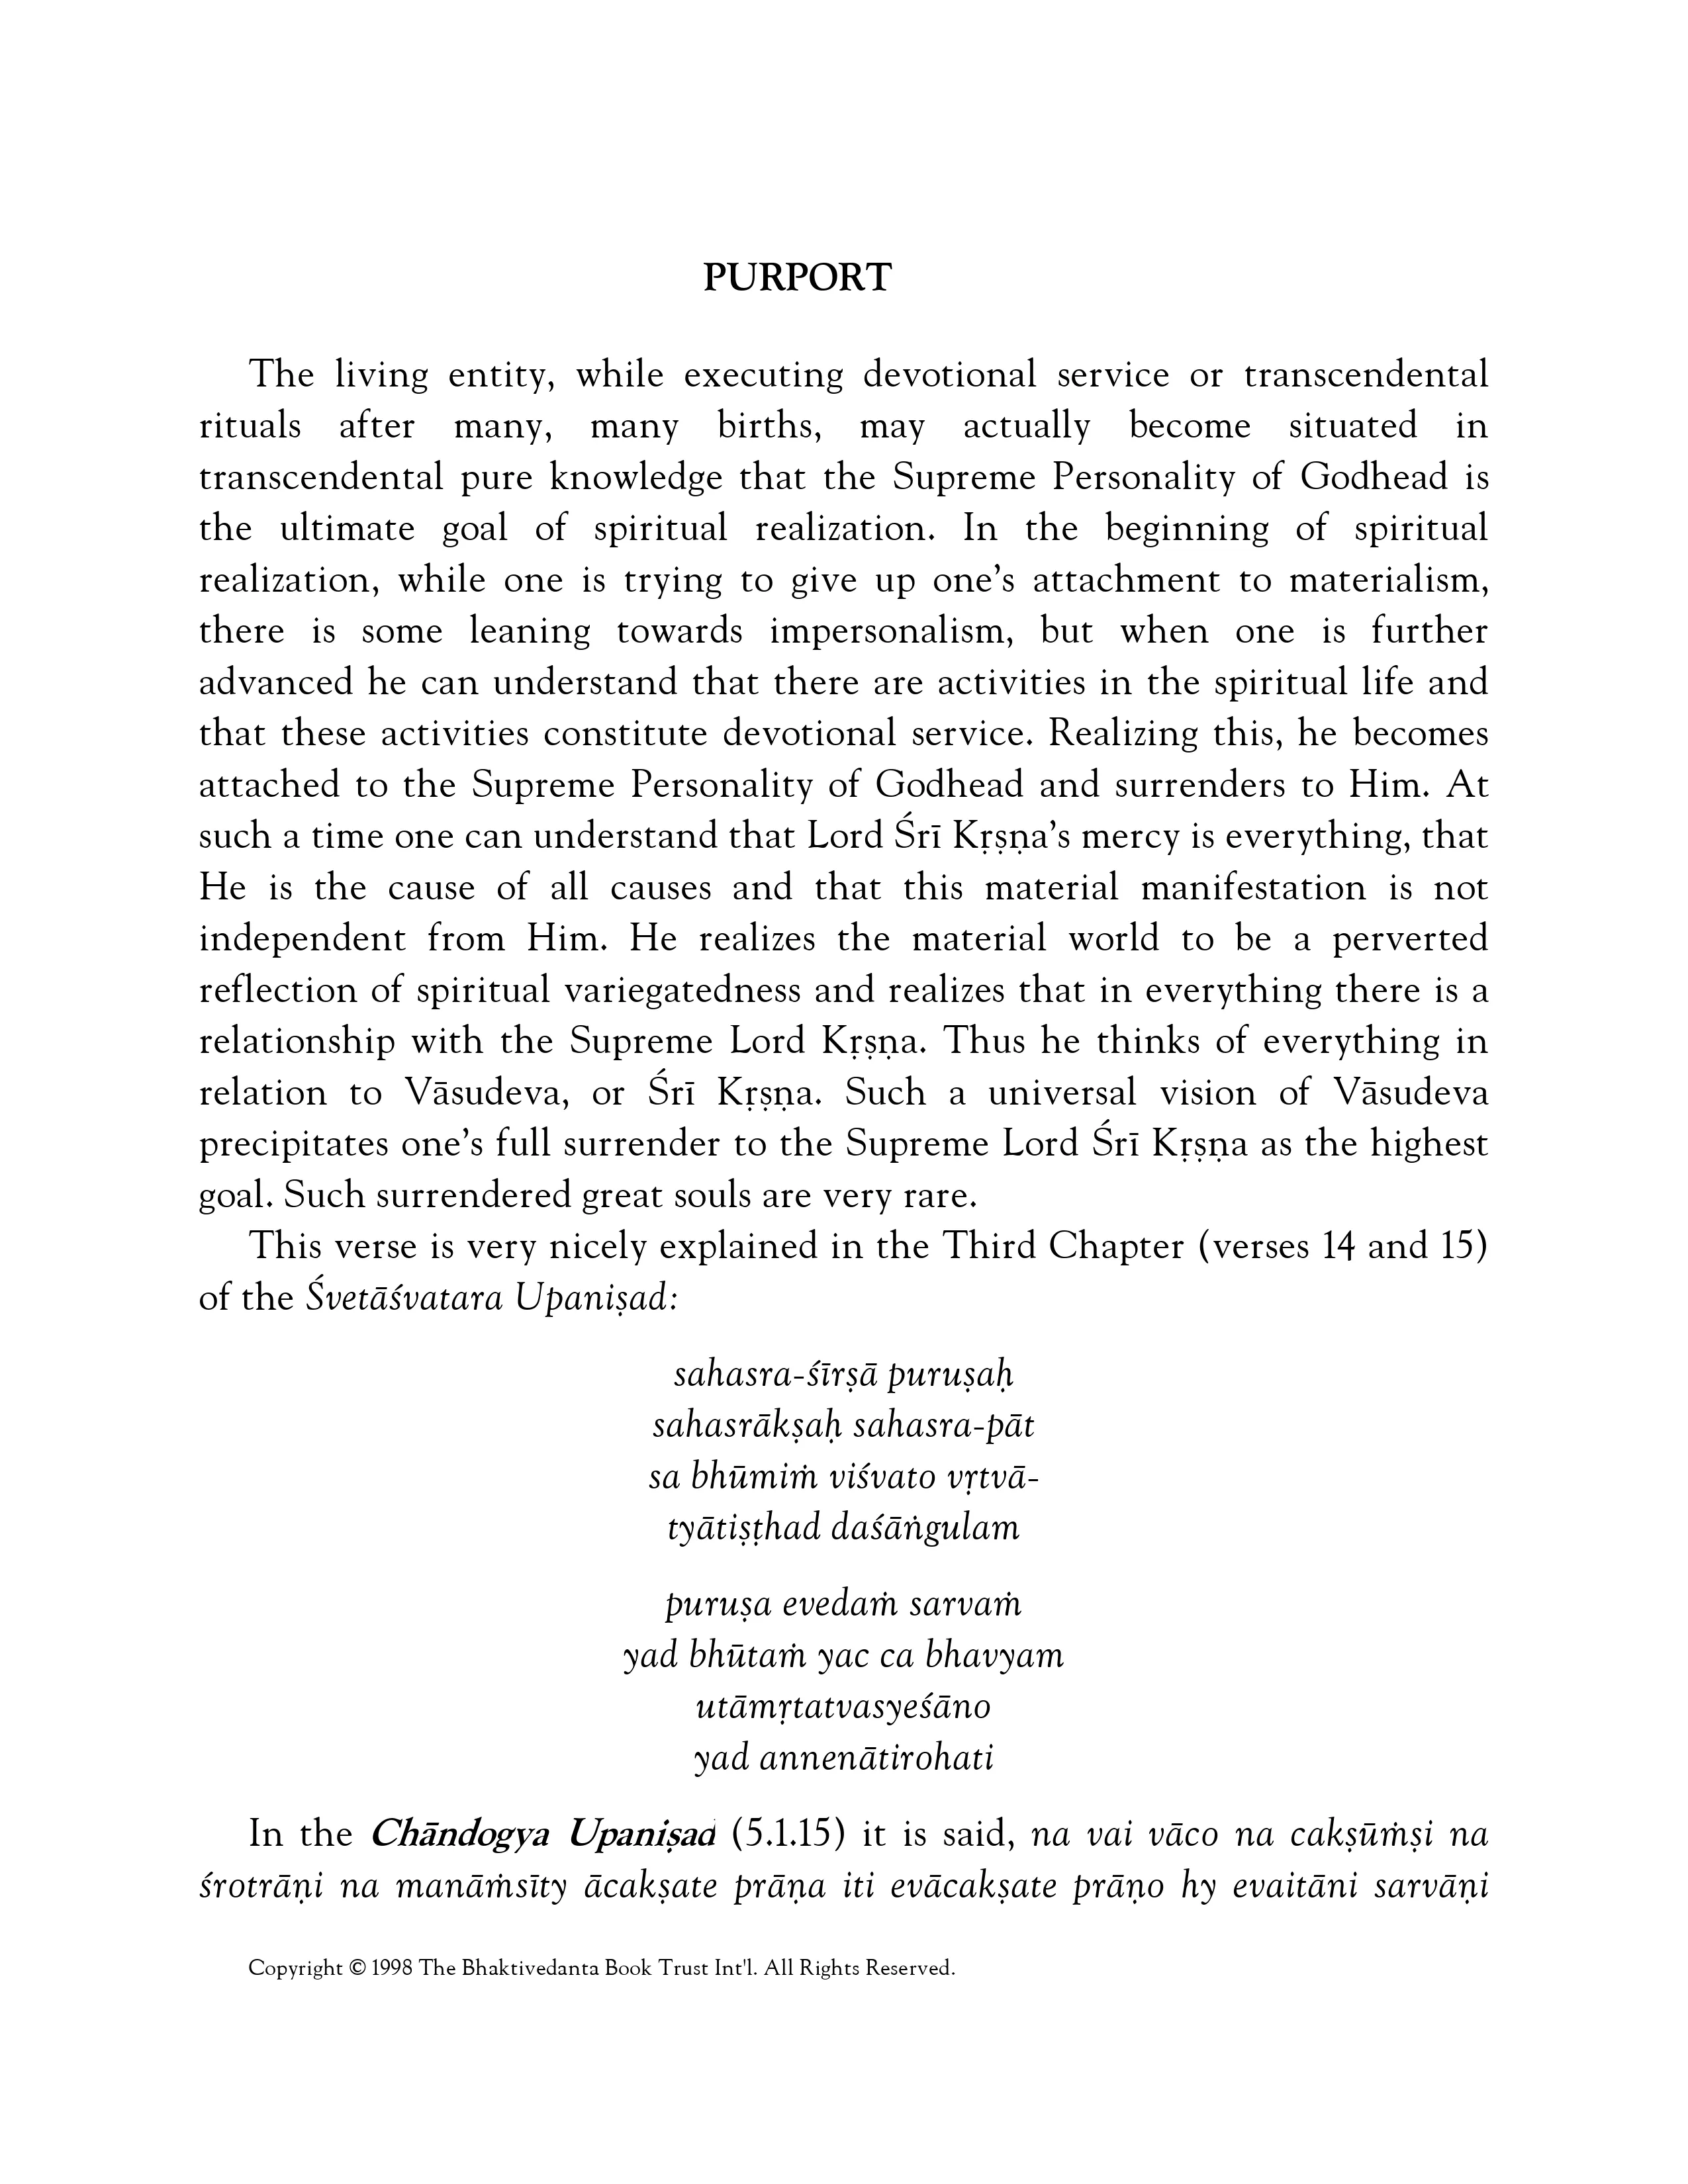 PURPORT
The living entity, while executing devotional service or transcendental
rituals after many, many births, may actually become situated in
transcendental pure knowledge that the Supreme Personality of Godhead is
the ultimate goal of spiritual realization. In the beginning of spiritual
realization, while one is trying to give up one’s attachment to materialism,
there is some leaning towards impersonalism, but when one is further
advanced he can understand that there are activities in the spiritual life and
that these activities constitute devotional service. Realizing this, he becomes
attached to the Supreme Personality of Godhead and surrenders to Him. At
such a time one can understand that Lord Śrī Kṛṣṇa’s mercy is everything, that
He is the cause of all causes and that this material manifestation is not
independent from Him. He realizes the material world to be a perverted
reflection of spiritual variegatedness and realizes that in everything there is a
relationship with the Supreme Lord Kṛṣṇa. Thus he thinks of everything in
relation to Vāsudeva, or Śrī Kṛṣṇa. Such a universal vision of Vāsudeva
precipitates one’s full surrender to the Supreme Lord Śrī Kṛṣṇa as the highest
goal. Such surrendered great souls are very rare.
This verse is very nicely explained in the Third Chapter (verses 14 and 15)
of the Śvetāśvatara Upaniṣad:
sahasra-śīrṣā puruṣaḥ
sahasrākṣaḥ sahasra-pāt
sa bhūmiṁ viśvato vṛtvā-
tyātiṣṭhad daśāṅgulam
puruṣa evedaṁ sarvaṁ
yad bhūtaṁ yac ca bhavyam
utāmṛtatvasyeśāno
yad annenātirohati
In the Chāndogya Upaniṣad (5.1.15) it is said, na vai vāco na cakṣūṁṣi na
śrotrāṇi na manāṁsīty ācakṣate prāṇa iti evācakṣate prāṇo hy evaitāni sarvāṇi
Copyright © 1998 The Bhaktivedanta Book Trust Int'l. All Rights Reserved.